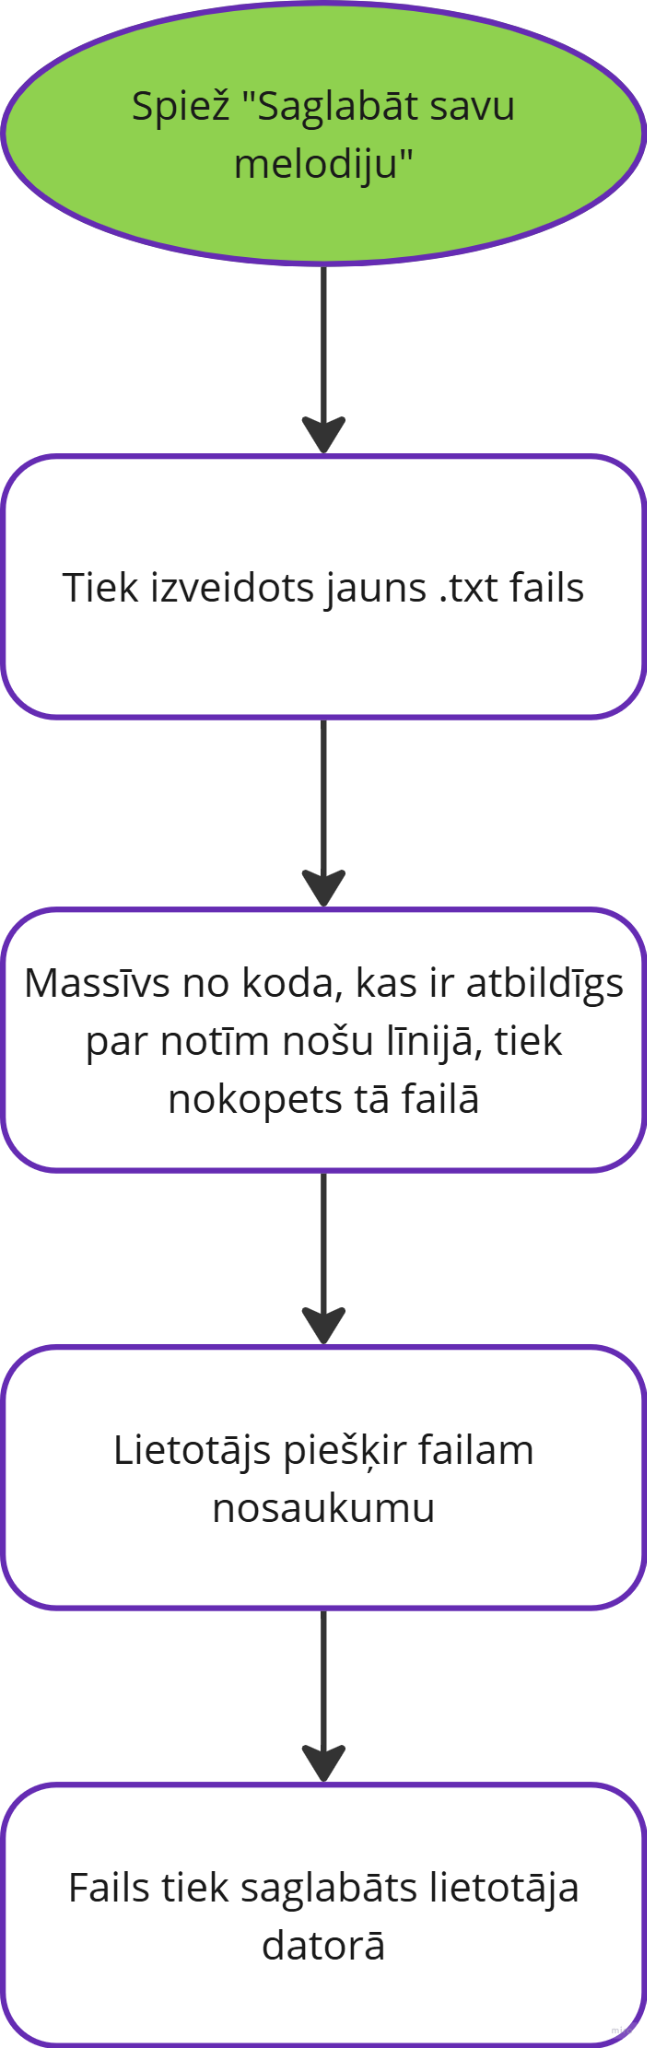 Spiež "Saglabāt savu
melodiju"
Tiek izveidots jauns .txt fails
Massīvs no koda, kas ir atbildīgs
par notīm nošu līnijā, tiek
nokopets tā failā
Lietotājs piešķir failam
nosaukumu
Fails tiek saglabāts lietotāja
datorā